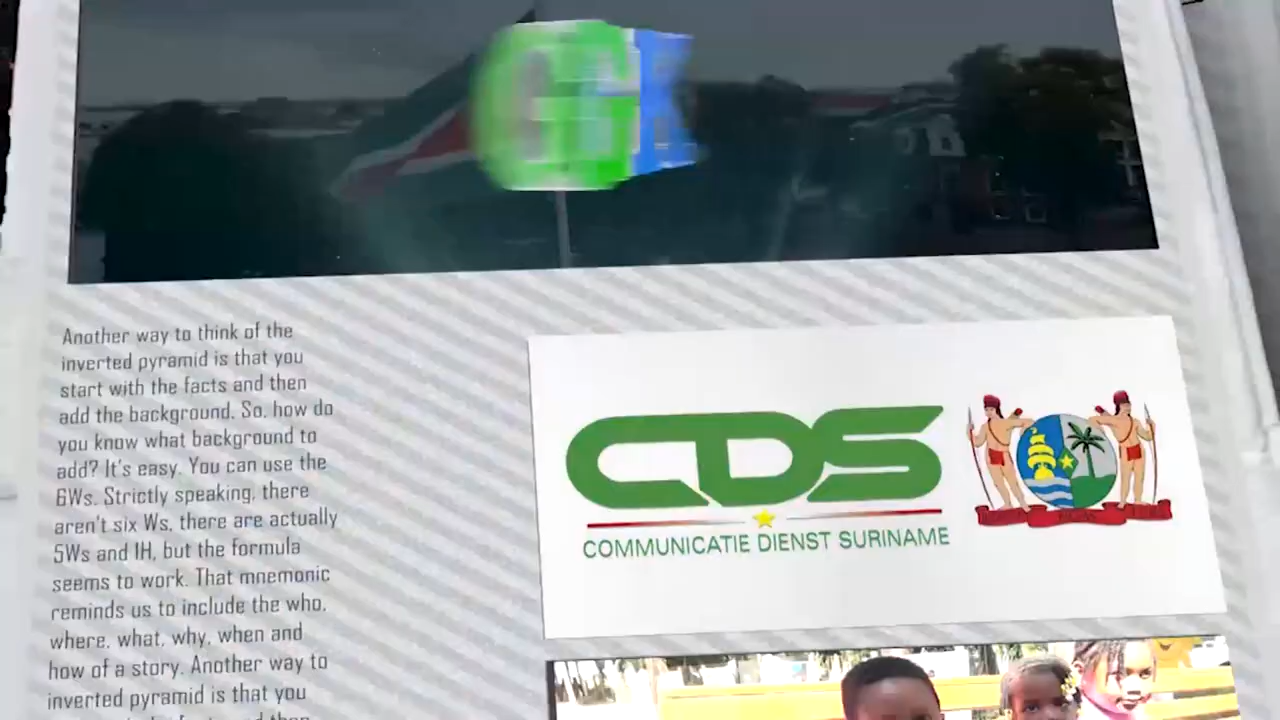 Another way to think of the
inverted pyramid is that you
start with the facts and then
add the background. So, how do
you know what background to
add? It's easy. You can use the
6Ws. Strictly speaking, there
aren't six Ws, there are actually
5Ws and 1H, but the formula
seems to work. That mnemonic
reminds us to include the who,
where, what, why, when and
how of a story. Another way to
inverted pyramid is that you
CDS
COMMUNICATIE DIENST SURINAME